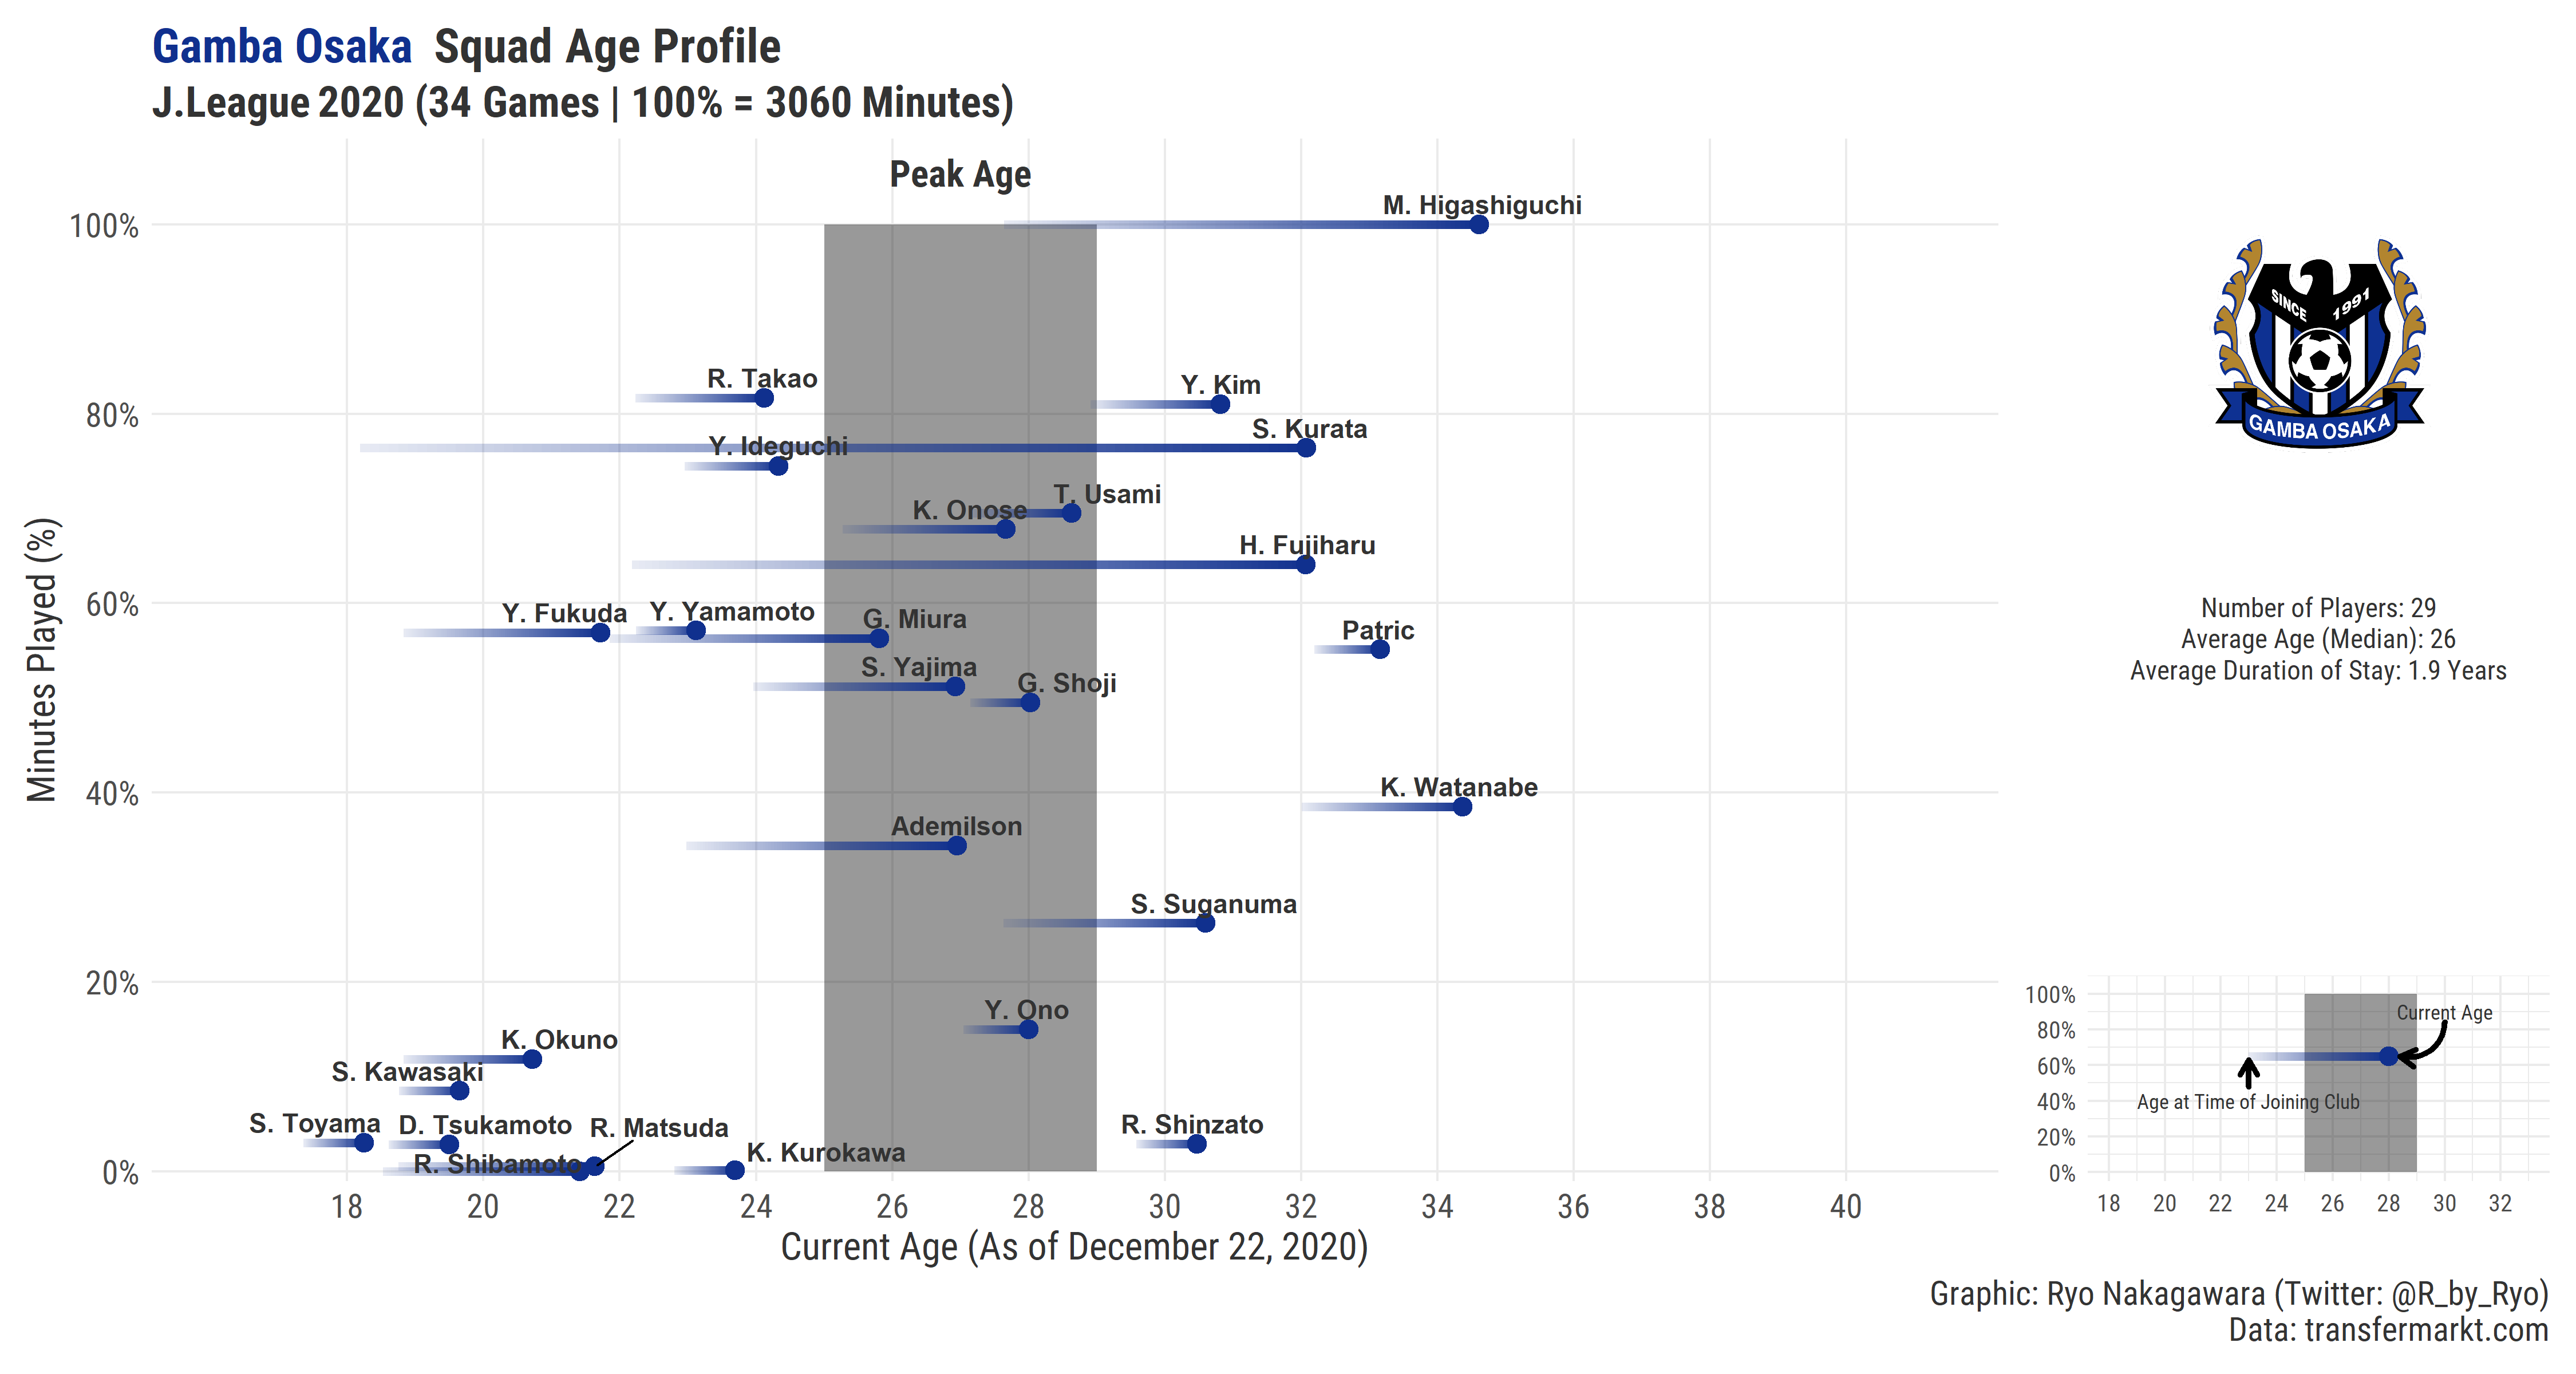 Gamba Osaka Squad Age Profile
J.League 2020 (34 Games | 100% = 3060 Minutes)
Peak Age
M. Higashiguchi
R. Takao
Y. Kim
S. Kurata
Y. Ideguchi
T. Usami
K. Onose
H. Fujiharu
Y. Fukuda
Y. Yamamoto
G. Miura
Patric
S. Yajima
G. Shoji
K. Watanabe
Ademilson
S. Suganuma
Y. Ono
K. Okuno
S. Kawasaki
S. Toyama
D. Tsukamoto
R. Matsuda
R. Shinzato
K. Kurokawa
R. Shibamoto
100%
80%
60%
40%
20%
0%
Minutes Played (%)
18 20 22 24 26 28 30 32 34 36 38 40
Current Age (As of December 22, 2020)
SINCE 1991
GAMBA OSAKA
Number of Players: 29
Average Age (Median): 26
Average Duration of Stay: 1.9 Years
100%
80%
60%
40%
20%
0%
Current Age
Age at Time of Joining Club
18 20 22 24 26 28 30 32
Graphic: Ryo Nakagawara (Twitter: @R_by_Ryo)
Data: transfermarkt.com